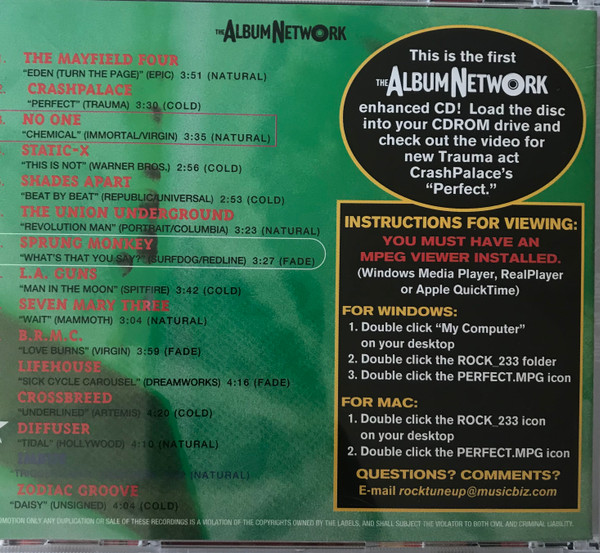 THE ALBUM NETWORK
THE MAYFIELD FOUR
"EDEN (TURN THE PAGE)" (EPIC) 3:51 (NATURAL)
CRASHPALACE
"PERFECT" (TRAUMA) 3:30 (COLD)
NO ONE
"CHEMICAL" (IMMORTAL/VIRGIN) 3:35 (NATURAL)
STATIC-X
"THIS IS NOT" (WARNER BROS.) 2:56 (COLD)
SHADES APART
"BEAT BY BEAT" (REPUBLIC/UNIVERSAL) 2:53 (COLD)
THE UNION UNDERGROUND
"REVOLUTION MAN" (PORTRAIT/COLUMBIA) 3:23 (NATURAL)
SPRUNG MONKEY
"WHAT'S THAT YOU SAY?" (SURFDOG/REDLINE) 3:27 (FADE)
L.A. GUNS
"MAN IN THE MOON" (SPITFIRE) 3:42 (COLD)
SEVEN MARY THREE
"WAIT" (MAMMOTH) 3:04 (NATURAL)
B.R.M.C.
"LOVE BURNS" (VIRGIN) 3:59 (FADE)
LIFEHOUSE
"SICK CYCLE CAROUSEL" (DREAMWORKS) 4:16 (FADE)
CROSSBREED
"UNDERLINED" (ARTEMIS) 4:20 (COLD)
DIFFUSER
"TIDAL" (HOLLYWOOD) 4:10 (NATURAL)
(NATURAL)
ZODIAC GROOVE
"DAISY" (UNSIGNED) 4:04 (COLD)
This is the first
THE ALBUM NETWORK
enhanced CD! Load the disc
into your CDROM drive and
check out the video for
new Trauma act
CrashPalace's
"Perfect."
INSTRUCTIONS FOR VIEWING:
YOU MUST HAVE AN
MPEG VIEWER INSTALLED.
(Windows Media Player, RealPlayer
or Apple QuickTime)
FOR WINDOWS:
1. Double click "My Computer"
on your desktop
2. Double click the ROCK_233 folder
3. Double click the PERFECT.MPG icon
FOR MAC:
1. Double click the ROCK_233 icon
on your desktop
2. Double click the PERFECT.MPG icon
QUESTIONS? COMMENTS?
E-mail rocktuneup@musicbiz.com
ONLY ANY DUPLICATION OR SALE OF THESE RECORDINGS IS A VIOLATION OF THE COPYRIGHTS OWNED BY THE LABELS, AND SHALL SUBJECT THE VIOLATOR TO BOTH CIVIL AND CRIMINAL LIABILITY.